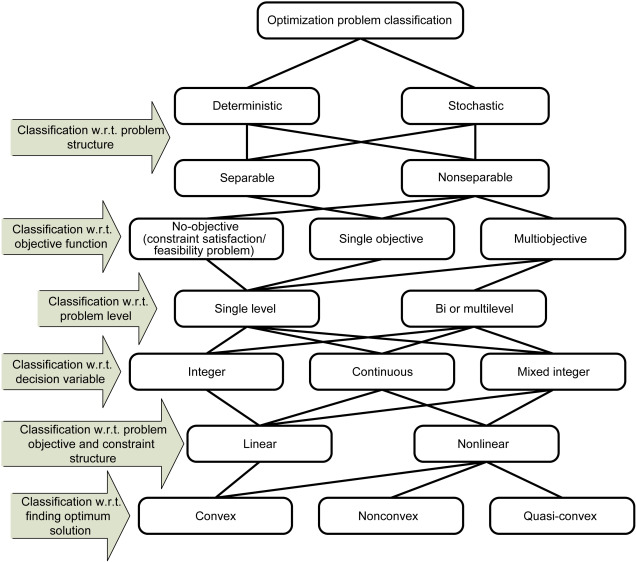 Optimization problem classification
Deterministic
Stochastic
Classification w.r.t. problem
structure
Separable
Nonseparable
Classification w.r.t.
objective function
No-objective
(constraint satisfaction/
feasibility problem)
Single objective
Multiobjective
Classification w.r.t.
problem level
Single level
Bi or multilevel
Classification w.r.t.
decision variable
Integer
Continuous
Mixed integer
Classification w.r.t. problem
objective and constraint
structure
Linear
Nonlinear
Classification w.r.t.
finding optimum
solution
Convex
Nonconvex
Quasi-convex